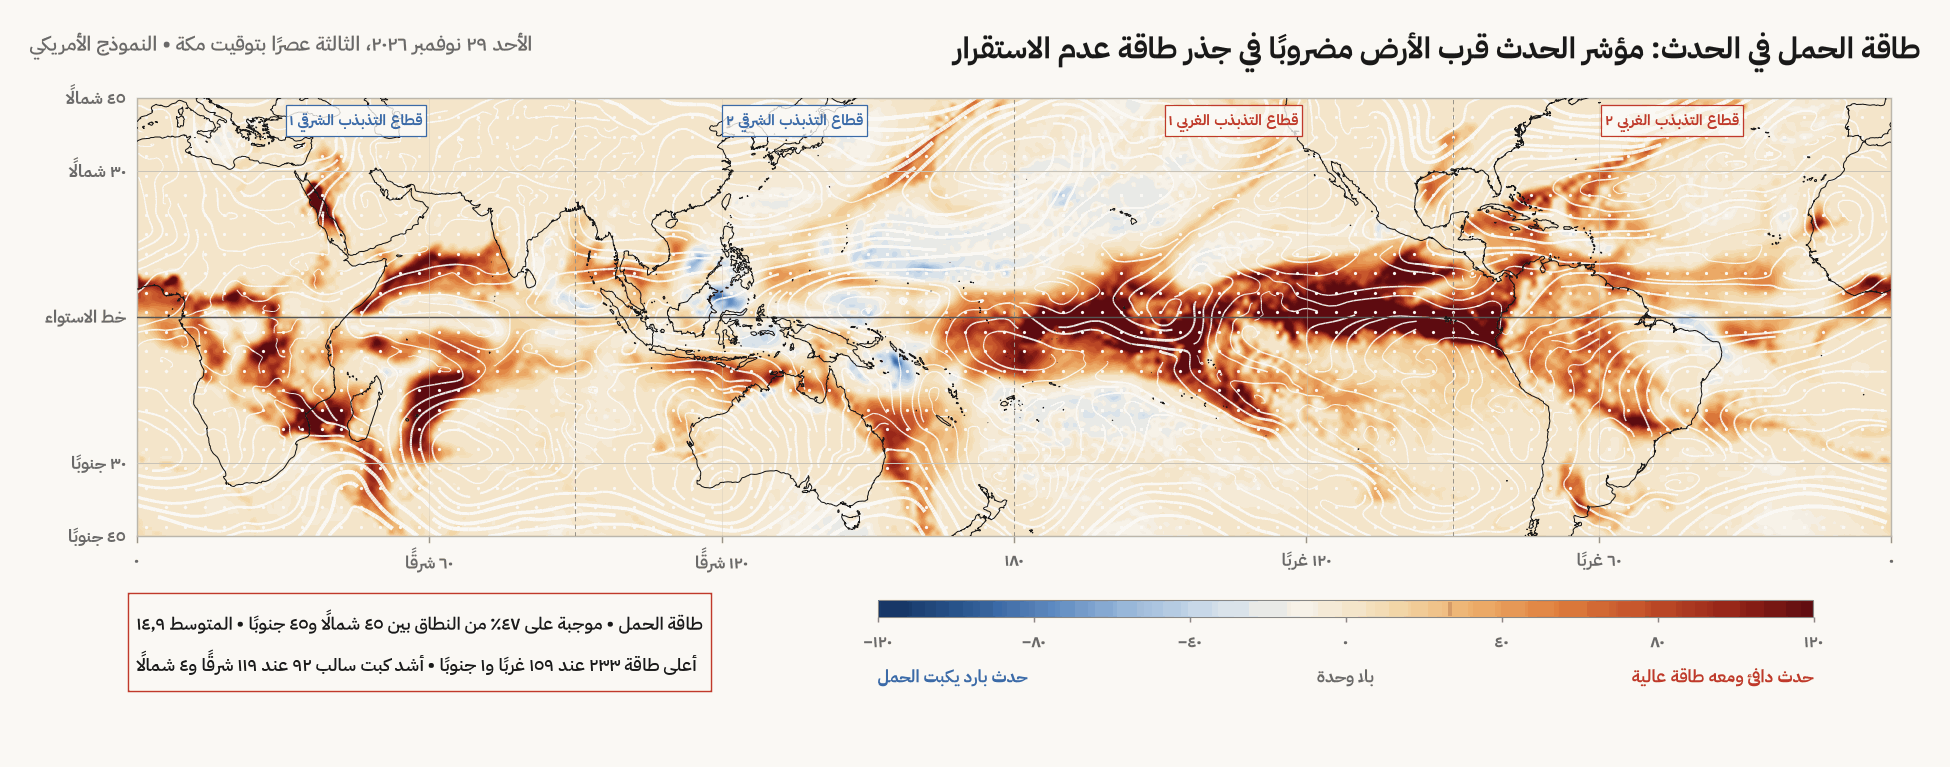 طاقة الحمل في الحدث: مؤشر الحدث قرب الأرض مضروبًا في جذر طاقة عدم الاستقرار
الأحد ٢٩ نوفمبر ٢٠٢٦، الثالثة عصرًا بتوقيت مكة • النموذج الأمريكي
قطاع التذبذب الشرقي ١
قطاع التذبذب الشرقي ٢
قطاع التذبذب الغربي ١
قطاع التذبذب الغربي ٢
٤٥ شمالًا
٣٠ شمالًا
خط الاستواء
٣٠ جنوبًا
٤٥ جنوبًا
٠
٦٠ شرقًا
١٢٠ شرقًا
١٨٠
١٢٠ غربًا
٦٠ غربًا
٠
طاقة الحمل • موجبة على ٤٧٪ من النطاق بين ٤٥ شمالًا و٤٥ جنوبًا • المتوسط ١٤,٩
أعلى طاقة ٢٣٣ عند ١٥٩ غربًا و١ جنوبًا • أشد كبت سالب ٩٢ عند ١١٩ شرقًا و٤ شمالًا
−١٢٠
−٨٠
−٤٠
٠
٤٠
٨٠
١٢٠
حدث بارد يكبت الحمل
بلا وحدة
حدث دافئ ومعه طاقة عالية